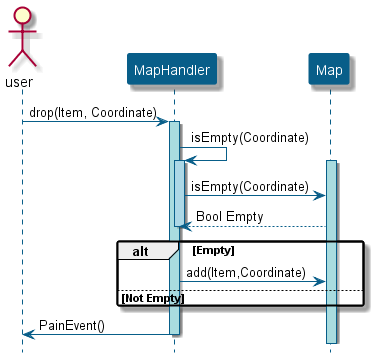 user
MapHandler
Map
drop(Item, Coordinate)
isEmpty(Coordinate)
isEmpty(Coordinate)
Bool Empty
alt
[Empty]
add(Item,Coordinate)
[Not Empty]
PainEvent()